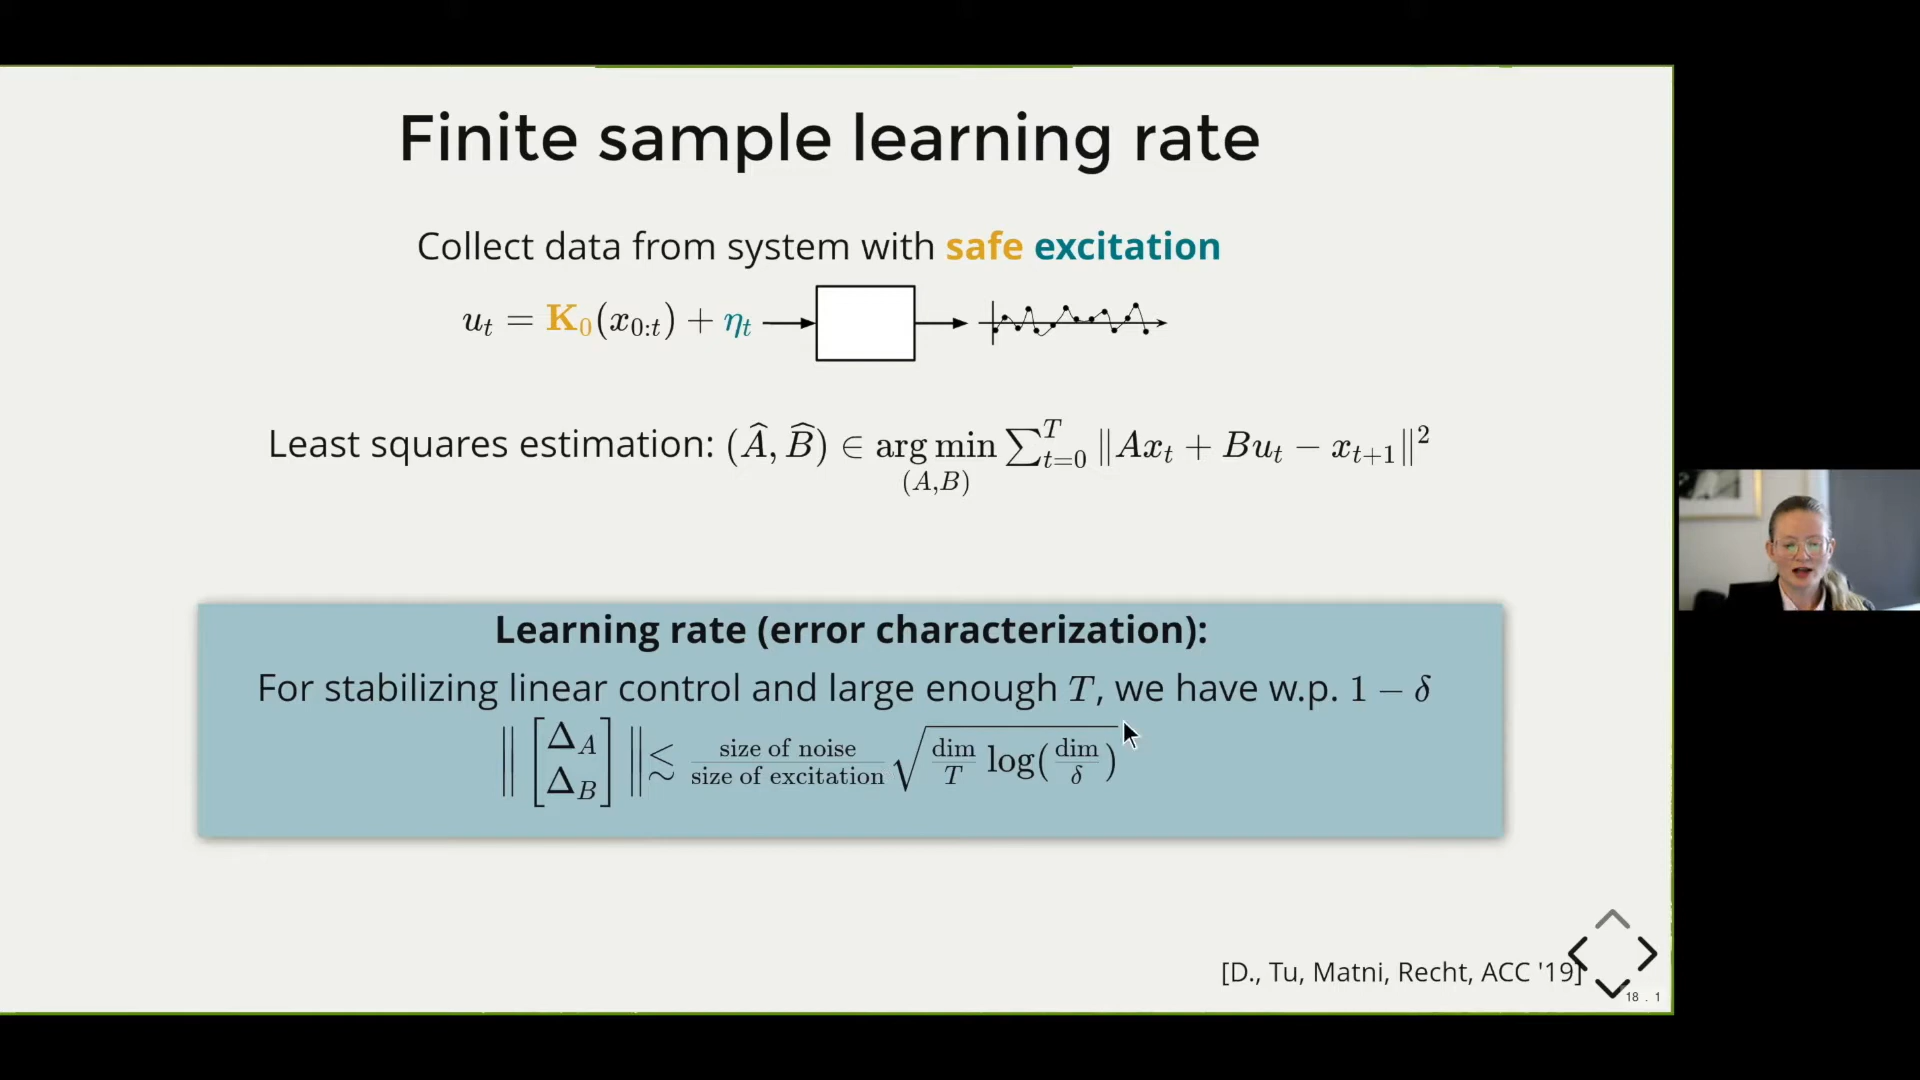 Finite sample learning rate
Collect data from system with safe excitation
u_t = K_0(x_{0:t}) + η_t
Least squares estimation: (Â, B̂) ∈ arg min_{(A,B)} ∑_{t=0}^{T} ‖Ax_t + Bu_t − x_{t+1}‖²
Learning rate (error characterization):
For stabilizing linear control and large enough T, we have w.p. 1 − δ
‖ [Δ_A Δ_B] ‖ ≲ size of noise / size of excitation √(dim/T log(dim/δ))
[D., Tu, Matni, Recht, ACC '19]
18 . 1